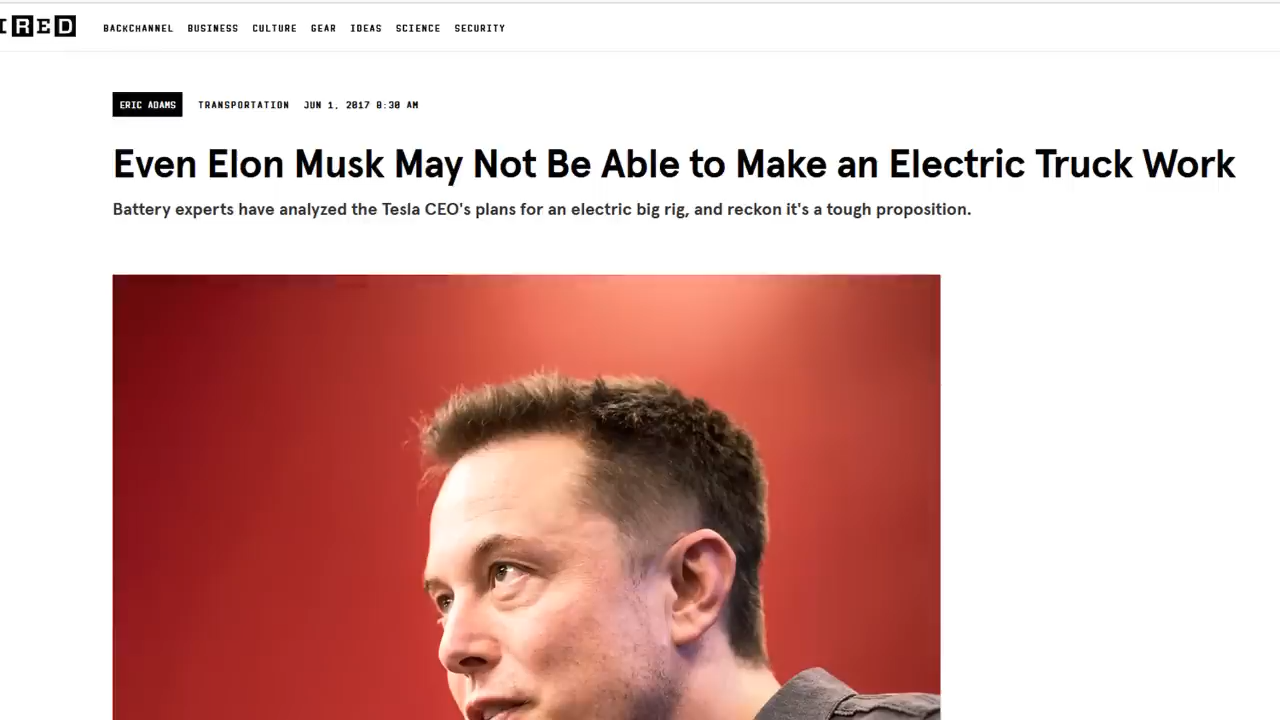 IRED BACKCHANNEL BUSINESS CULTURE GEAR IDEAS SCIENCE SECURITY
ERIC ADAMS TRANSPORTATION JUN 1, 2017 8:30 AM
Even Elon Musk May Not Be Able to Make an Electric Truck Work
Battery experts have analyzed the Tesla CEO's plans for an electric big rig, and reckon it's a tough proposition.